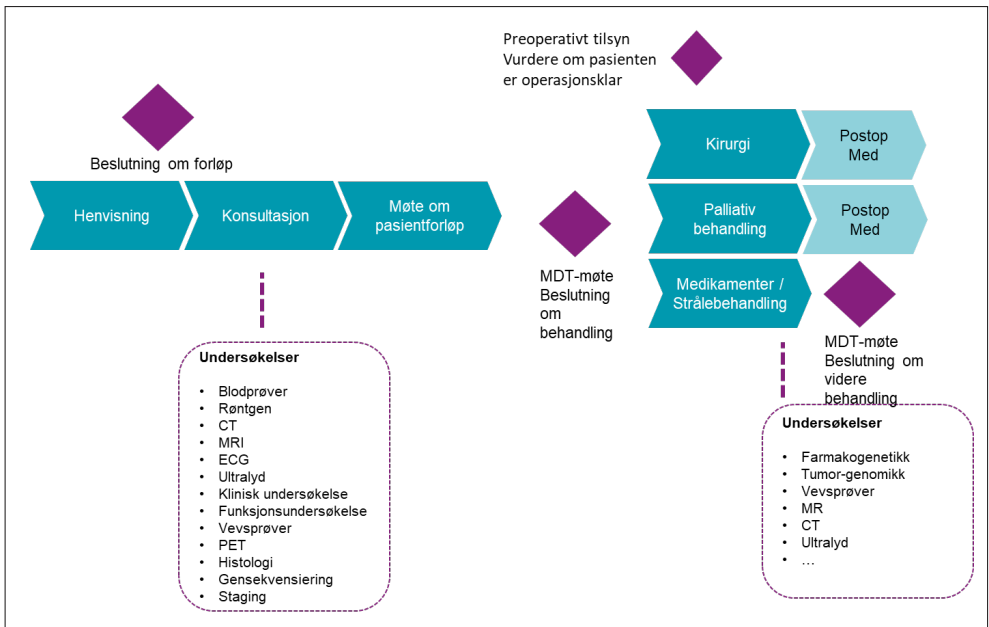 Preoperativt tilsyn
Vurdere om pasienten
er operasjonsklar
Beslutning om forløp
Henvisning
Konsultasjon
Møte om
pasientforløp
MDT-møte
Beslutning
om
behandling
Kirurgi
Postop
Med
Palliativ
behandling
Postop
Med
Medikamenter /
Strålebehandling
MDT-møte
Beslutning om
videre
behandling
Undersøkelser
• Blodprøver
• Røntgen
• CT
• MRI
• ECG
• Ultralyd
• Klinisk undersøkelse
• Funksjonsundersøkelse
• Vevsprøver
• PET
• Histologi
• Gensekvensiering
• Staging
Undersøkelser
• Farmakogenetikk
• Tumor-genomikk
• Vevsprøver
• MR
• CT
• Ultralyd
• …